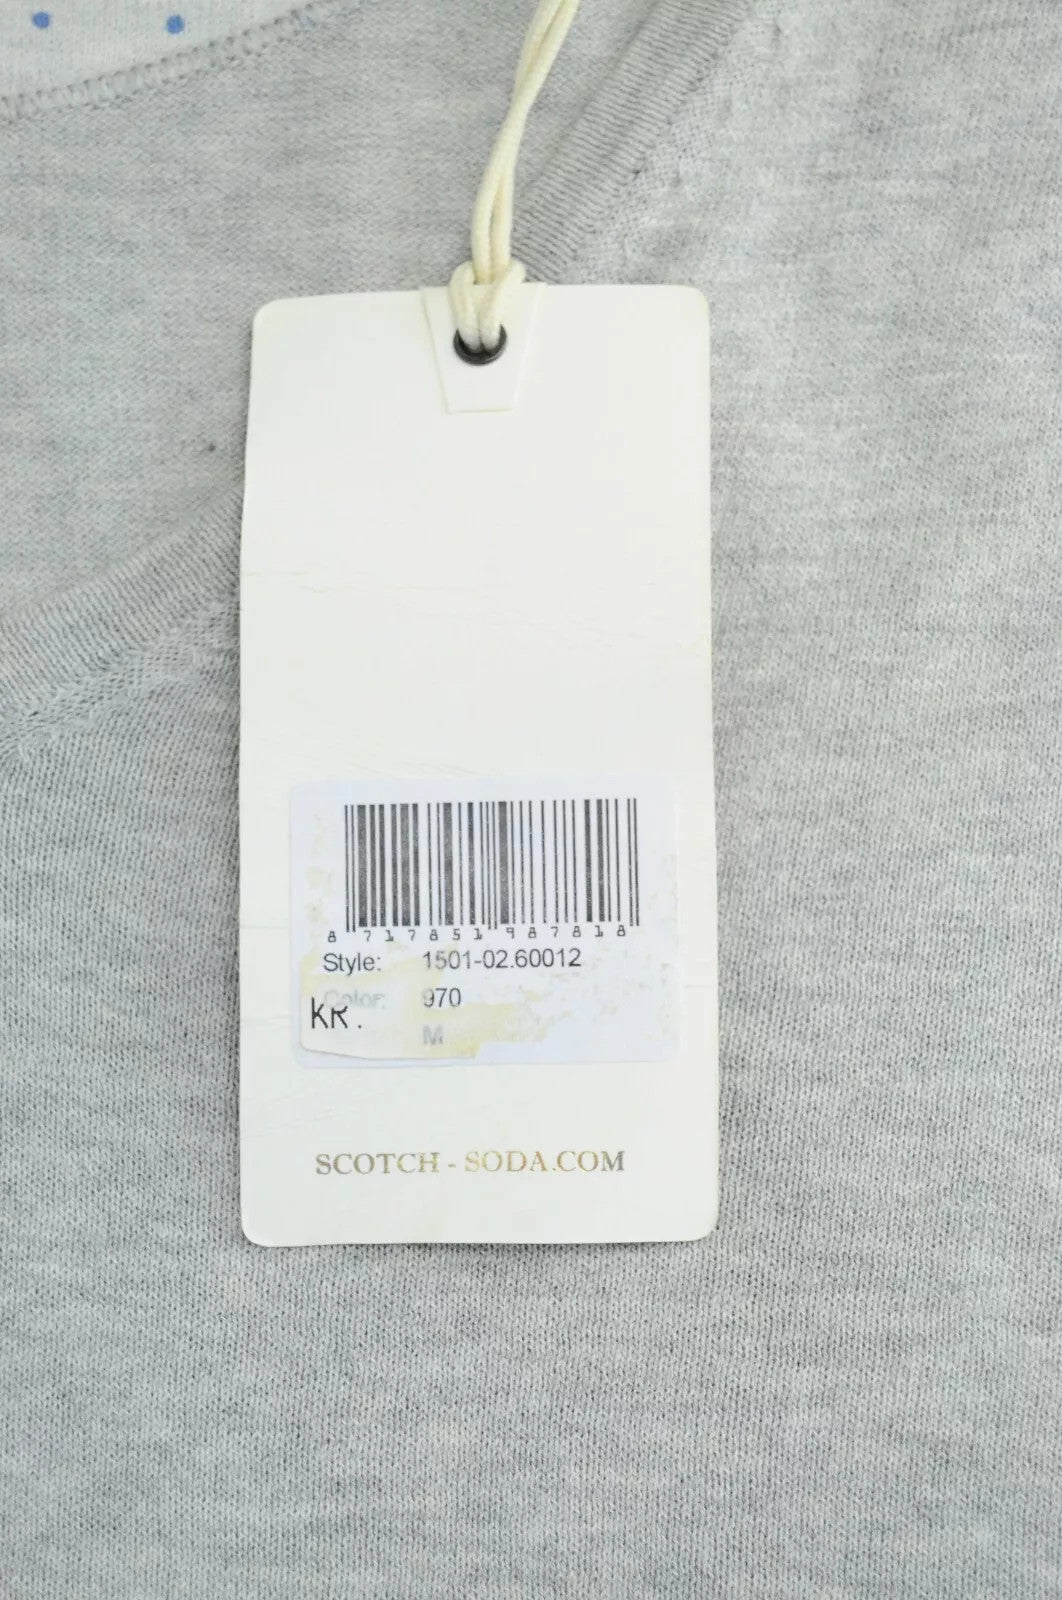 8 717851 987818
Style: 1501-02.60012
Color: 970
KR.
M
SCOTCH - SODA.COM